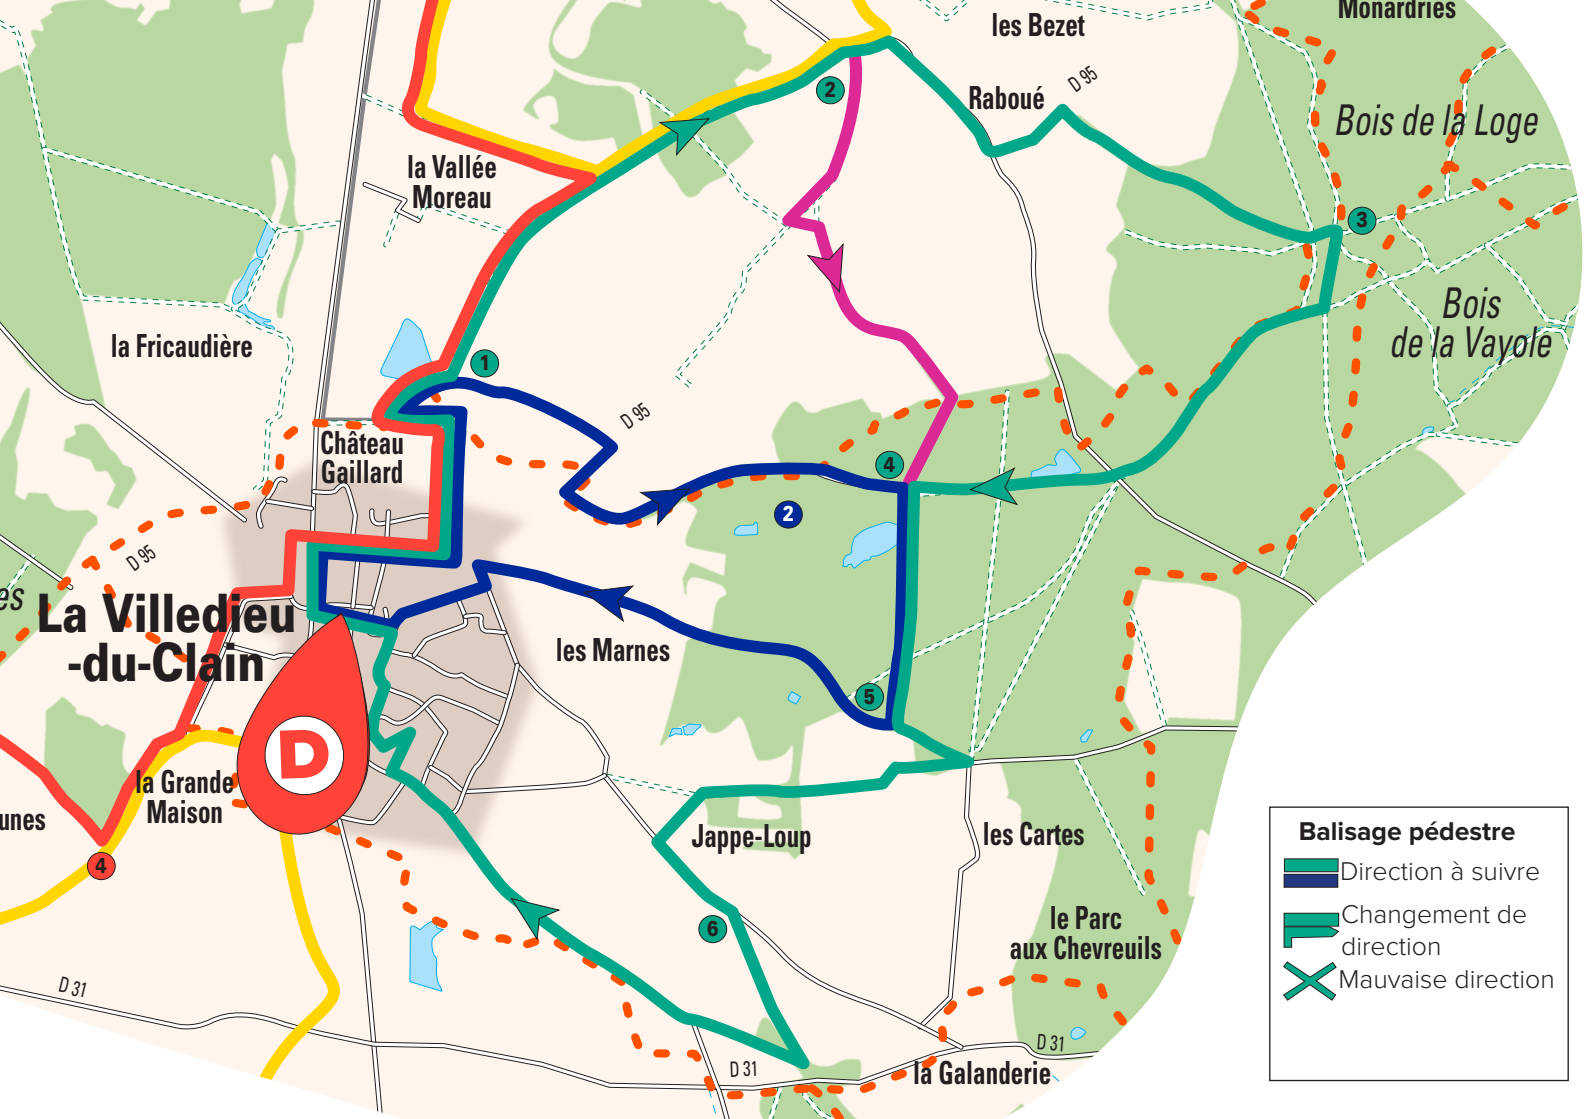 Monardries
les Bezet
D 95
Raboué
2
Bois de la Loge
la Vallée
Moreau
3
Bois
de la Vayole
la Fricaudière
1
D 95
Château
Gaillard
4
2
D 95
es
La Villedieu
-du-Clain
les Marnes
5
D
la Grande
Maison
unes
4
Jappe-Loup
les Cartes
6
le Parc
aux Chevreuils
D 31
D 31
D 31
la Galanderie
Balisage pédestre
Direction à suivre
Changement de
direction
Mauvaise direction